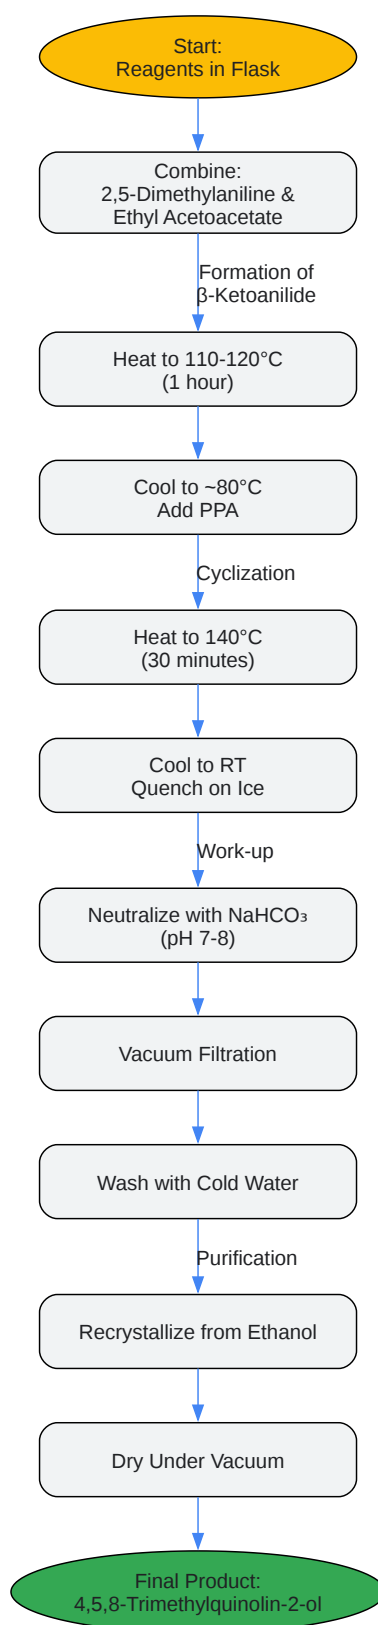 Start:
Reagents in Flask
Combine:
2,5-Dimethylaniline &
Ethyl Acetoacetate
Formation of
β-Ketoanilide
Heat to 110-120°C
(1 hour)
Cool to ~80°C
Add PPA
Cyclization
Heat to 140°C
(30 minutes)
Cool to RT
Quench on Ice
Work-up
Neutralize with NaHCO₃
(pH 7-8)
Vacuum Filtration
Wash with Cold Water
Purification
Recrystallize from Ethanol
Dry Under Vacuum
Final Product:
4,5,8-Trimethylquinolin-2-ol